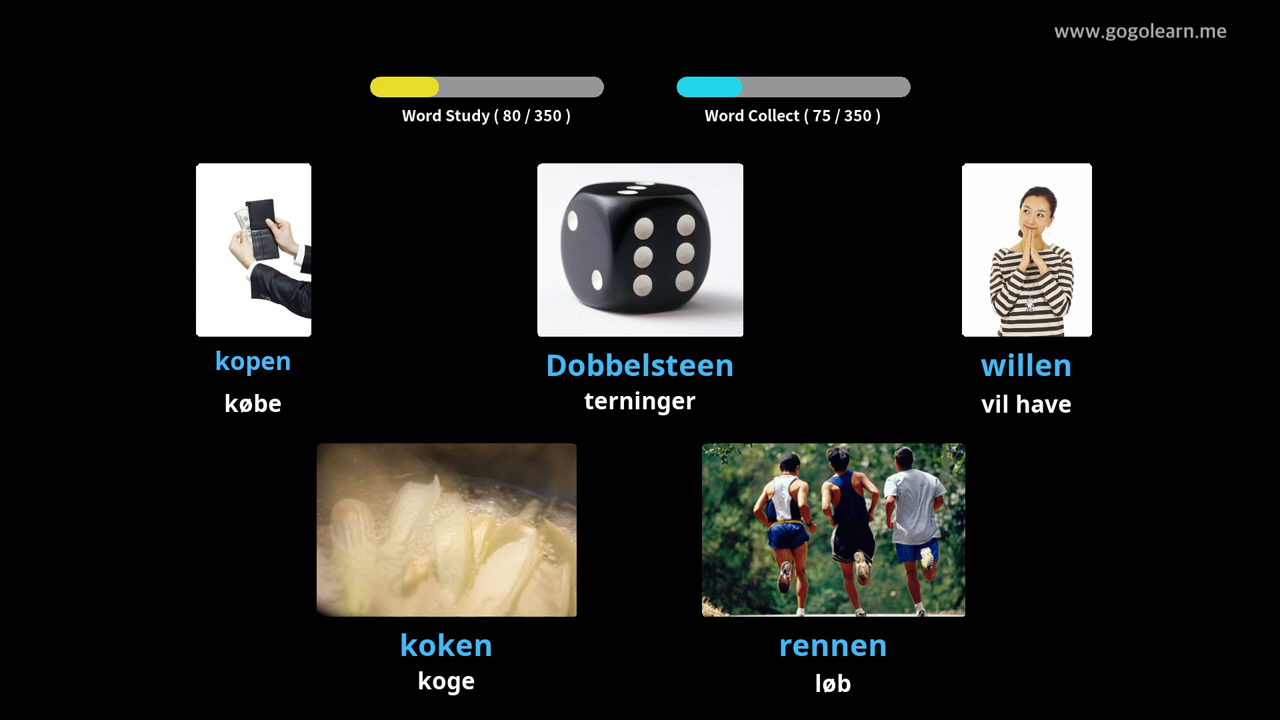 www.gogolearn.me
Word Study ( 80 / 350 )
Word Collect ( 75 / 350 )
kopen
købe
Dobbelsteen
terninger
willen
vil have
koken
koge
rennen
løb